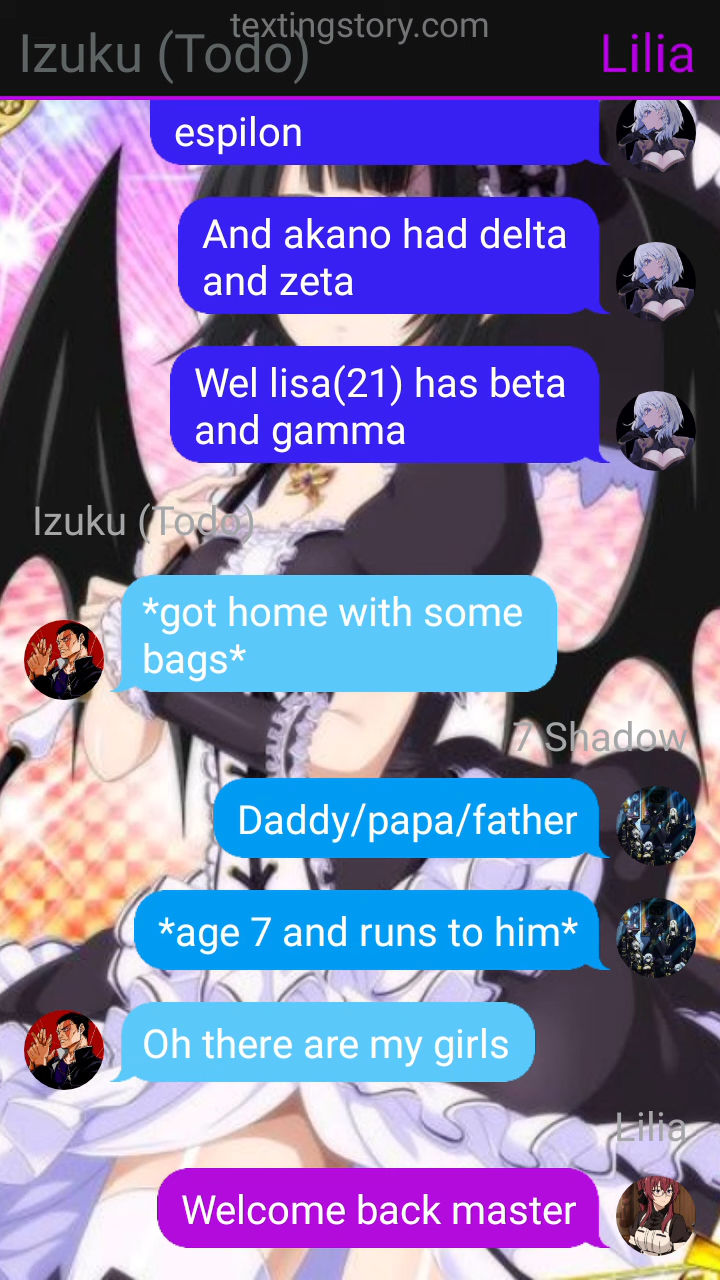 textingstory.com
Izuku (Todo)
Lilia
espilon
And akano had delta
and zeta
Wel lisa(21) has beta
and gamma
Izuku (Todo)
*got home with some
bags*
7 Shadow
Daddy/papa/father
*age 7 and runs to him*
Oh there are my girls
Lilia
Welcome back master